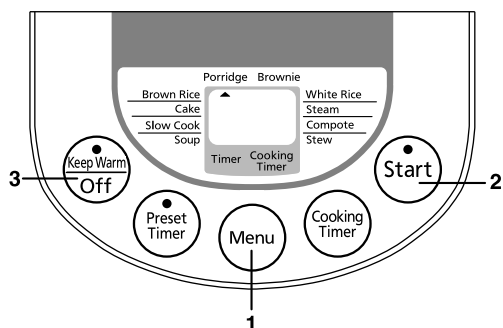 Porridge Brownie
Brown Rice White Rice
Cake Steam
Slow Cook Compote
Soup Stew
Timer Cooking
Timer
Keep Warm
Off
3
Start
2
Preset
Timer
Menu
Cooking
Timer
1